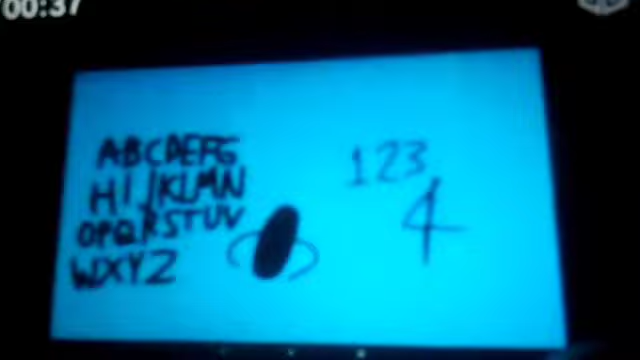 00:37
ABCDEFG
HIJKLMN
OPQRSTUV
WXYZ
123
4